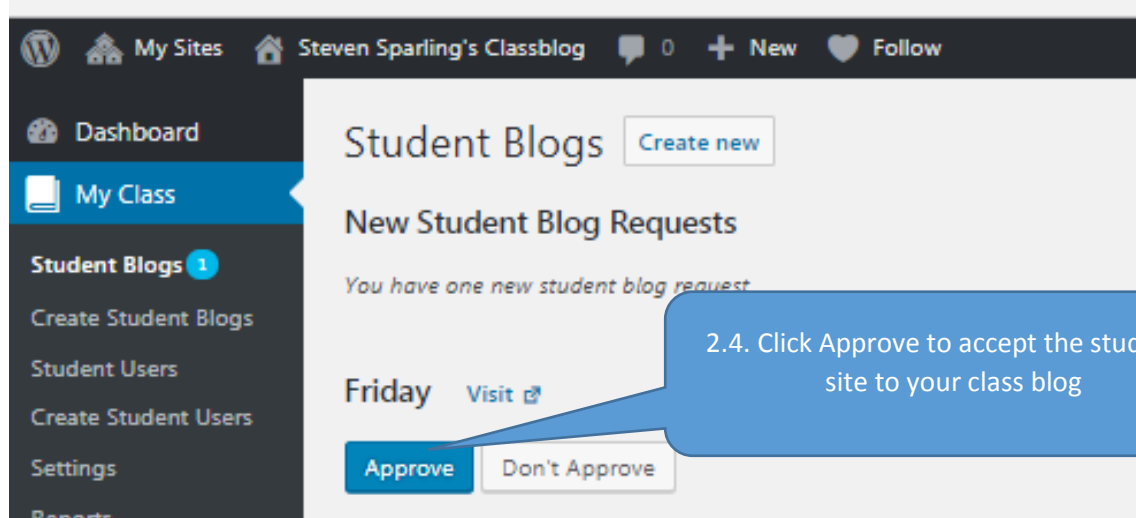 My Sites Steven Sparling's Classblog 0 + New Follow
Dashboard
My Class
Student Blogs 1
Create Student Blogs
Student Users
Create Student Users
Settings
Student Blogs Create new
New Student Blog Requests
You have one new student blog request
2.4. Click Approve to accept the
site to your class blog
Friday Visit
Approve Don't Approve